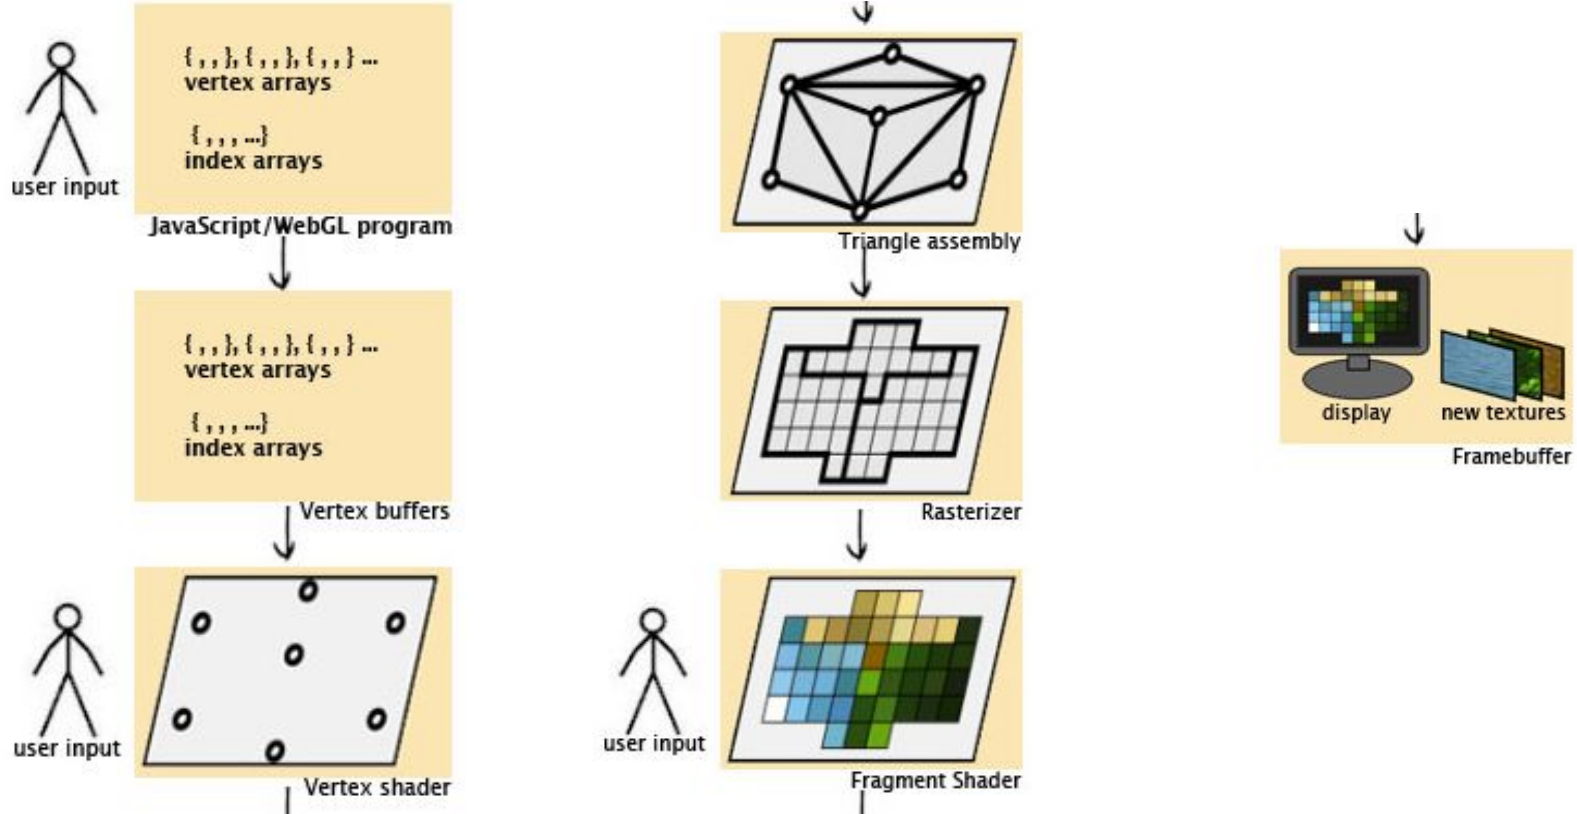 { , , }, { , , }, { , , } ...
vertex arrays
{ , , , ...}
index arrays
user input
JavaScript/WebGL program
{ , , }, { , , }, { , , } ...
vertex arrays
{ , , , ...}
index arrays
Vertex buffers
user input
Vertex shader
Triangle assembly
Rasterizer
user input
Fragment Shader
display
new textures
Framebuffer